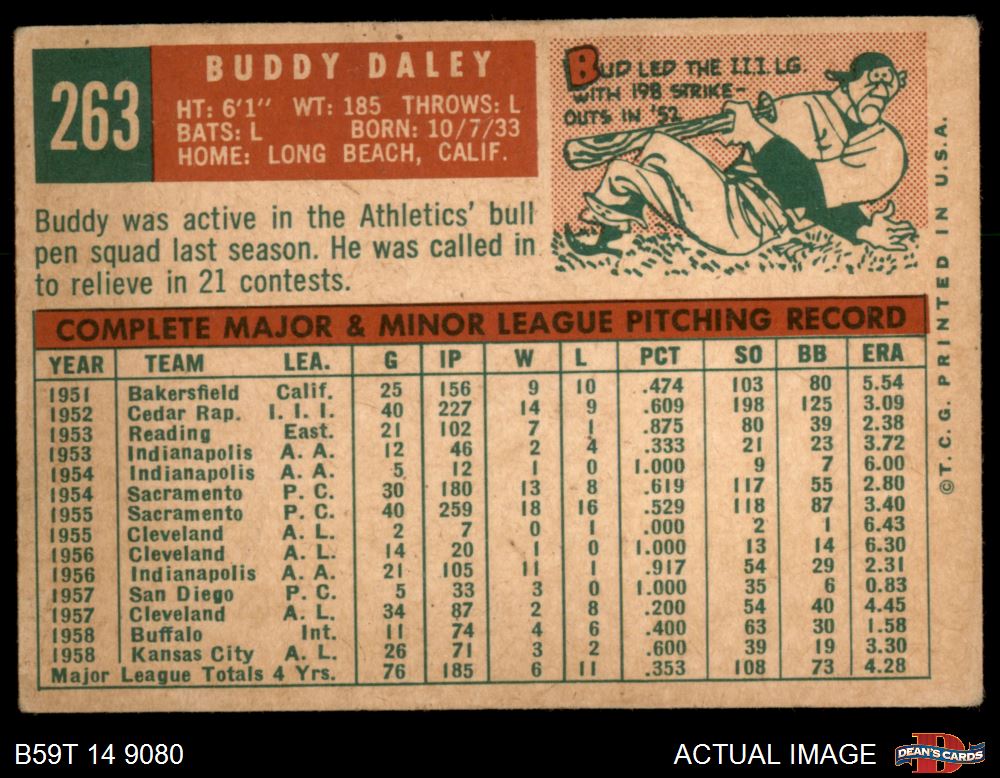 263
BUDDY DALEY
HT: 6'1" WT: 185 THROWS: L
BATS: L BORN: 10/7/33
HOME: LONG BEACH, CALIF.
BUD LED THE III LG
WITH 198 STRIKE-
OUTS IN '52
Buddy was active in the Athletics' bull
pen squad last season. He was called in
to relieve in 21 contests.
COMPLETE MAJOR & MINOR LEAGUE PITCHING RECORD
YEAR TEAM LEA. G IP W L PCT SO BB ERA
1951 Bakersfield Calif. 25 156 9 10 .474 103 80 5.54
1952 Cedar Rap. I. I. I. 40 227 14 9 .609 198 125 3.09
1953 Reading East. 21 102 7 1 .875 80 39 2.38
1953 Indianapolis A. A. 12 46 2 4 .333 21 23 3.72
1954 Indianapolis A. A. 5 12 1 0 1.000 9 7 6.00
1954 Sacramento P. C. 30 180 13 8 .619 117 55 2.80
1955 Sacramento P. C. 40 259 18 16 .529 118 87 3.40
1955 Cleveland A. L. 2 7 0 1 .000 2 1 6.43
1956 Cleveland A. L. 14 20 1 0 1.000 13 14 6.30
1956 Indianapolis A. A. 21 105 11 1 .917 54 29 2.31
1957 San Diego P. C. 5 33 3 0 1.000 35 6 0.83
1957 Cleveland A. L. 34 87 2 8 .200 54 40 4.45
1958 Buffalo Int. 11 74 4 6 .400 63 30 1.58
1958 Kansas City A. L. 26 71 3 2 .600 39 19 3.30
Major League Totals 4 Yrs. 76 185 6 11 .353 108 73 4.28
©T. C. G. PRINTED IN U.S.A.
B59T 14 9080
ACTUAL IMAGE
DEAN'S CARDS